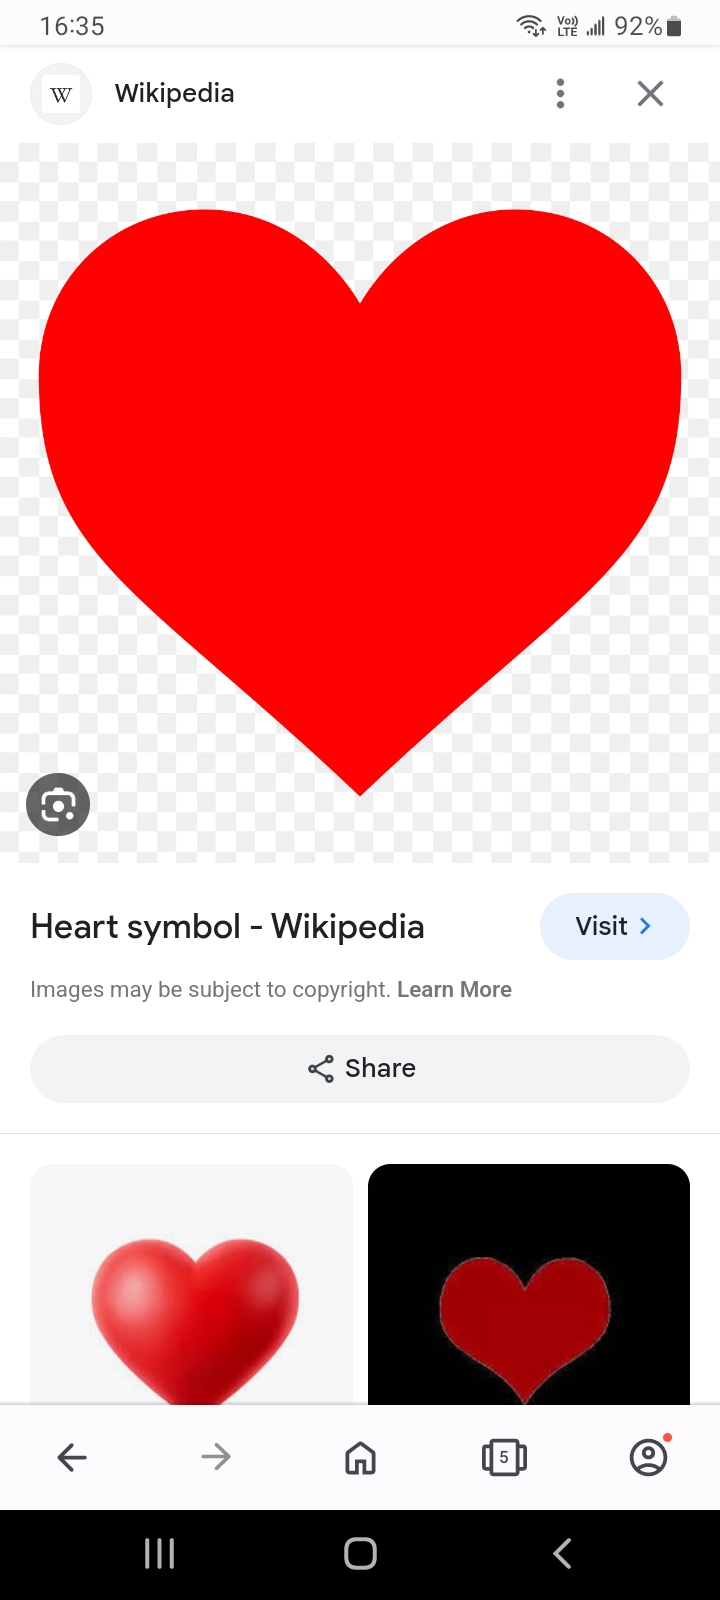 16:35 Vo)) LTE 92%
W Wikipedia
Heart symbol - Wikipedia
Visit
Images may be subject to copyright. Learn More
Share
5